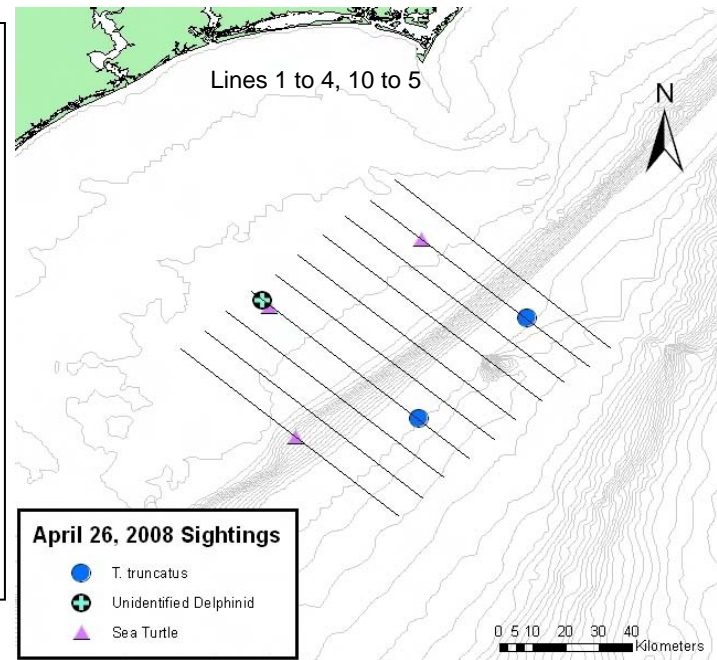 Lines 1 to 4, 10 to 5
N
April 26, 2008 Sightings
T. truncatus
Unidentified Delphinid
Sea Turtle
0 5 10 20 30 40
Kilometers